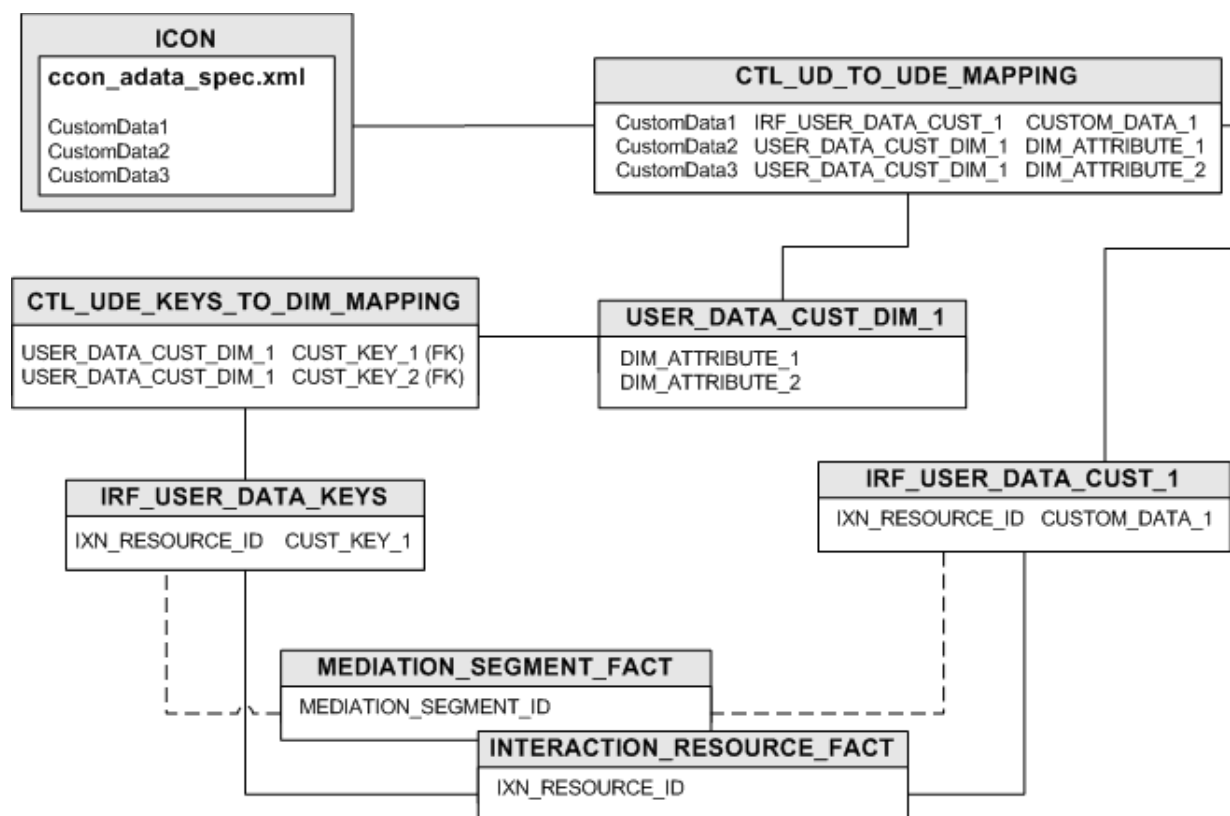 ICON
ccon_adata_spec.xml
CustomData1
CustomData2
CustomData3
CTL_UD_TO_UDE_MAPPING
CustomData1 IRF_USER_DATA_CUST_1 CUSTOM_DATA_1
CustomData2 USER_DATA_CUST_DIM_1 DIM_ATTRIBUTE_1
CustomData3 USER_DATA_CUST_DIM_1 DIM_ATTRIBUTE_2
CTL_UDE_KEYS_TO_DIM_MAPPING
USER_DATA_CUST_DIM_1 CUST_KEY_1 (FK)
USER_DATA_CUST_DIM_1 CUST_KEY_2 (FK)
USER_DATA_CUST_DIM_1
DIM_ATTRIBUTE_1
DIM_ATTRIBUTE_2
IRF_USER_DATA_KEYS
IXN_RESOURCE_ID CUST_KEY_1
IRF_USER_DATA_CUST_1
IXN_RESOURCE_ID CUSTOM_DATA_1
MEDIATION_SEGMENT_FACT
MEDIATION_SEGMENT_ID
INTERACTION_RESOURCE_FACT
IXN_RESOURCE_ID